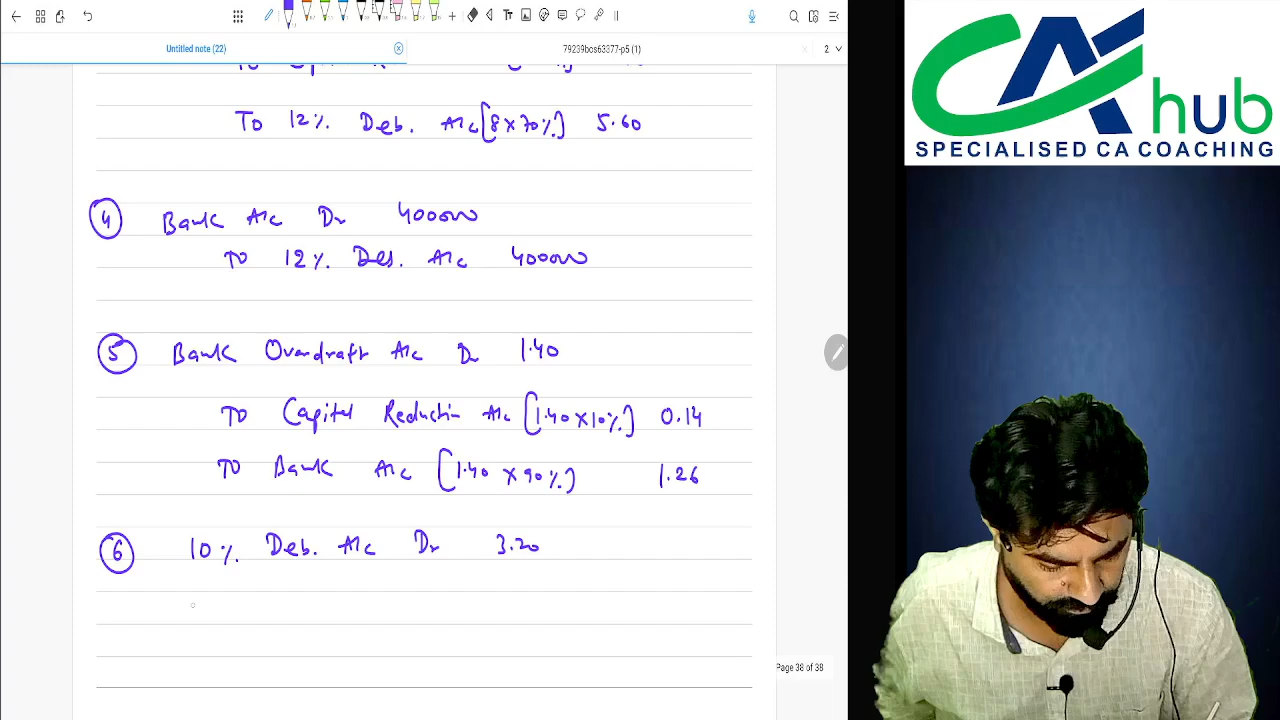 Untitled note (22)
79239bos63377-p5 (1)
2
To 12% Deb. A/c [8 x 70%] 5.60
4 Bank A/c Dr 400000
To 12% Deb. A/c 400000
5 Bank Overdraft A/c Dr 1.40
To Capital Reduction A/c [1.40 x 10%] 0.14
To Bank A/c [1.40 x 90%] 1.26
6 10% Deb. A/c Dr 3.20
Page 38 of 38
CA hub
SPECIALISED CA COACHING